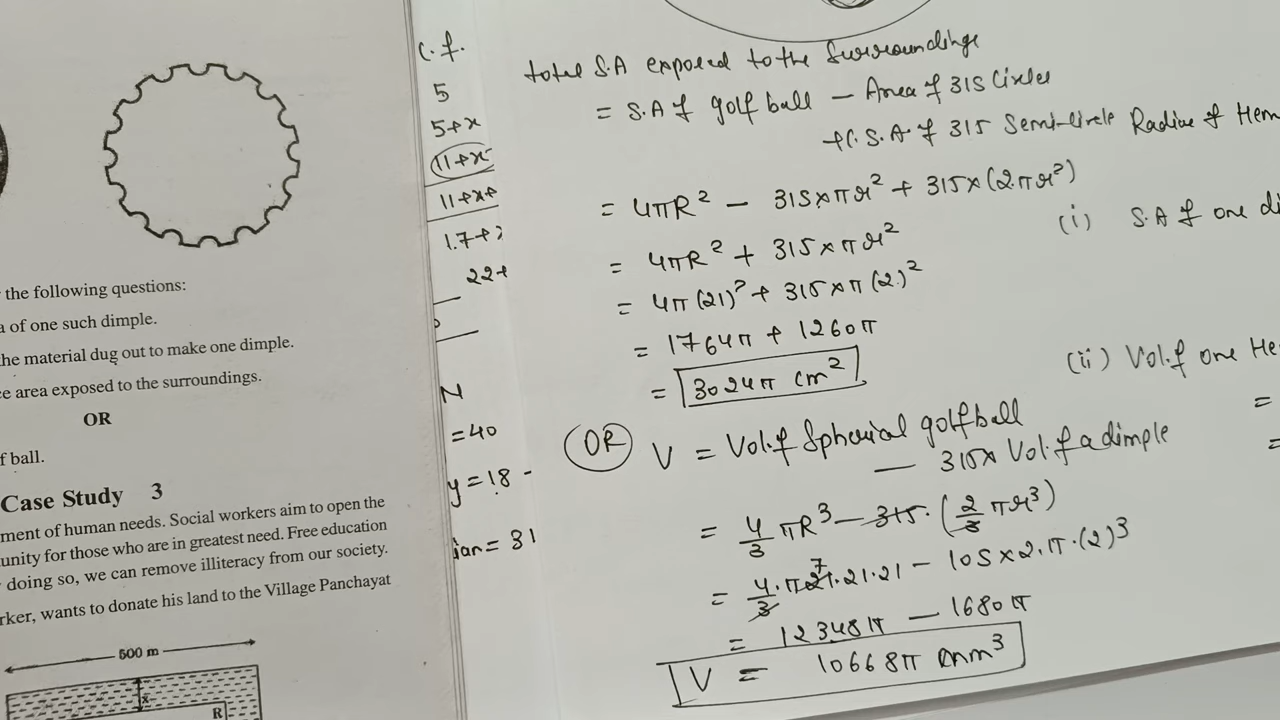 the following questions:
of one such dimple.
the material dug out to make one dimple.
area exposed to the surroundings.
OR
ball.
Case Study 3
ment of human needs. Social workers aim to open the
unity for those who are in greatest need. Free education
doing so, we can remove illiteracy from our society.
rker, wants to donate his land to the Village Panchayat
500 m
x
R
C.f.
5
5+x
11+x
11+x+
17+
22+
N
=40
y=18 -
ian= 31
total S.A exposed to the Surroundings
= S.A of golf ball – Area of 315 Circles
+C.S.A. of 315 Semi-circle Radius of Hem
= 4πR² – 315×πr² + 315×(2πr²)
= 4πR² + 315×πr²
= 4π(21)² + 315×π(2)²
= 1764π + 1260π
= 3024π cm²
(i) S.A of one di
(ii) Vol.of one He
=
=
OR V = Vol.of Spherical golfball
— 315× Vol.of a dimple
= 4/3 πR³ – 315·(2/3 πr³)
= 4/3·π 21·21·21 – 105×2·π·(2)³
7
= 12348π – 1680π
V = 10668π mm³